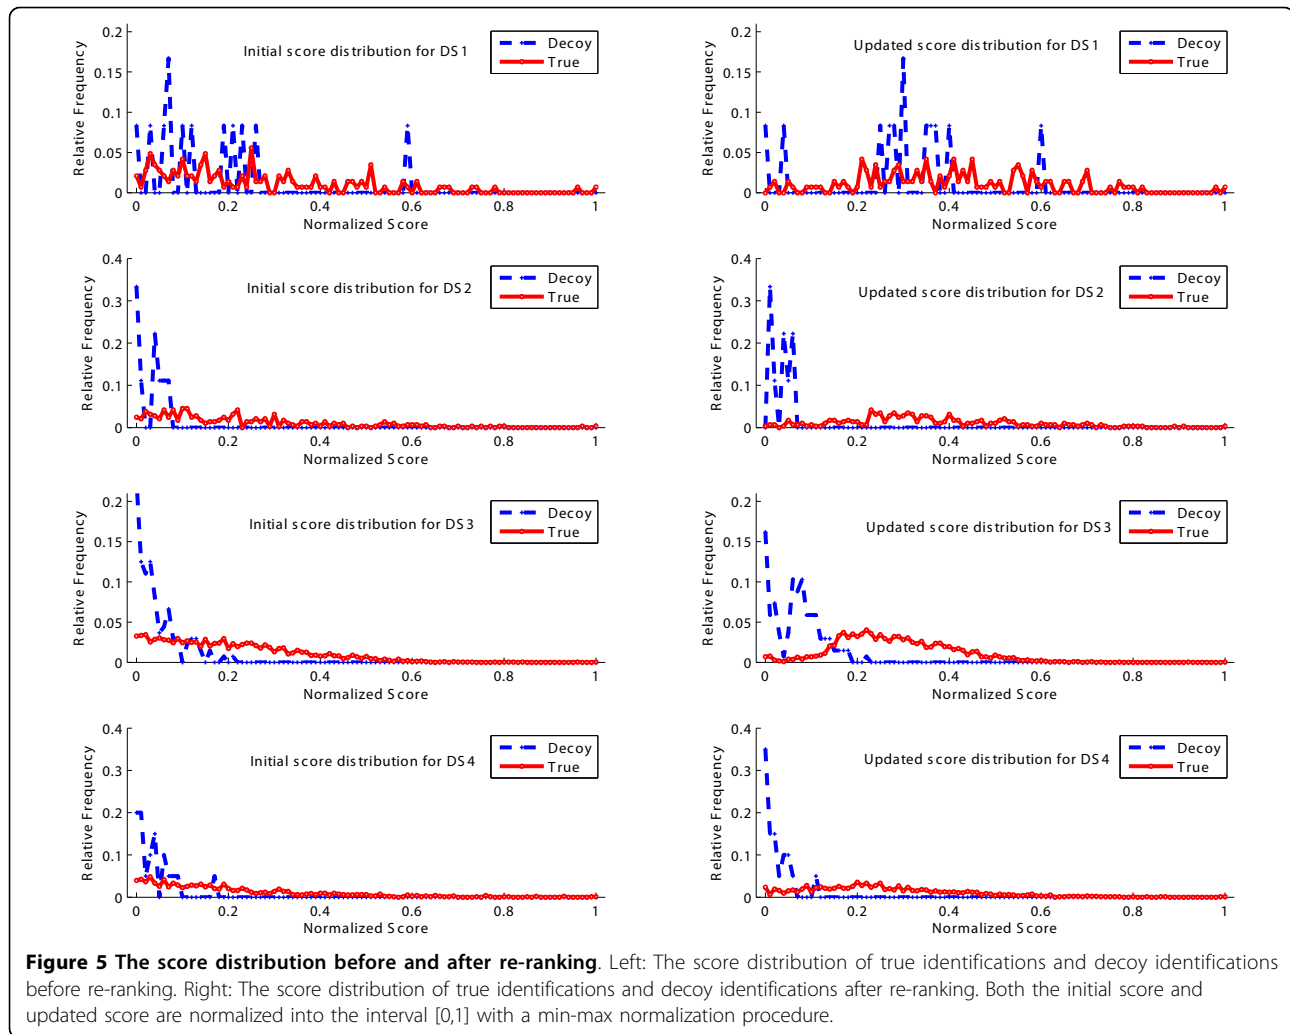 0.2
0.15
0.1
0.05
0
Relative Frequency
Initial score distribution for DS1
Decoy
True
0 0.2 0.4 0.6 0.8 1
Normalized Score
0.2
0.15
0.1
0.05
0
Relative Frequency
Updated score distribution for DS1
Decoy
True
0 0.2 0.4 0.6 0.8 1
Normalized Score
0.4
0.3
0.2
0.1
0
Relative Frequency
Initial score distribution for DS2
Decoy
True
0 0.2 0.4 0.6 0.8 1
Normalized Score
0.4
0.3
0.2
0.1
0
Relative Frequency
Updated score distribution for DS2
Decoy
True
0 0.2 0.4 0.6 0.8 1
Normalized Score
0.2
0.15
0.1
0.05
0
Relative Frequency
Initial score distribution for DS3
Decoy
True
0 0.2 0.4 0.6 0.8 1
Normalized Score
0.2
0.15
0.1
0.05
0
Relative Frequency
Updated score distribution for DS3
Decoy
True
0 0.2 0.4 0.6 0.8 1
Normalized Score
0.4
0.3
0.2
0.1
0
Relative Frequency
Initial score distribution for DS4
Decoy
True
0 0.2 0.4 0.6 0.8 1
Normalized Score
0.4
0.3
0.2
0.1
0
Relative Frequency
Updated score distribution for DS4
Decoy
True
0 0.2 0.4 0.6 0.8 1
Normalized Score
Figure 5 The score distribution before and after re-ranking. Left: The score distribution of true identifications and decoy identifications
before re-ranking. Right: The score distribution of true identifications and decoy identifications after re-ranking. Both the initial score and
updated score are normalized into the interval [0,1] with a min-max normalization procedure.